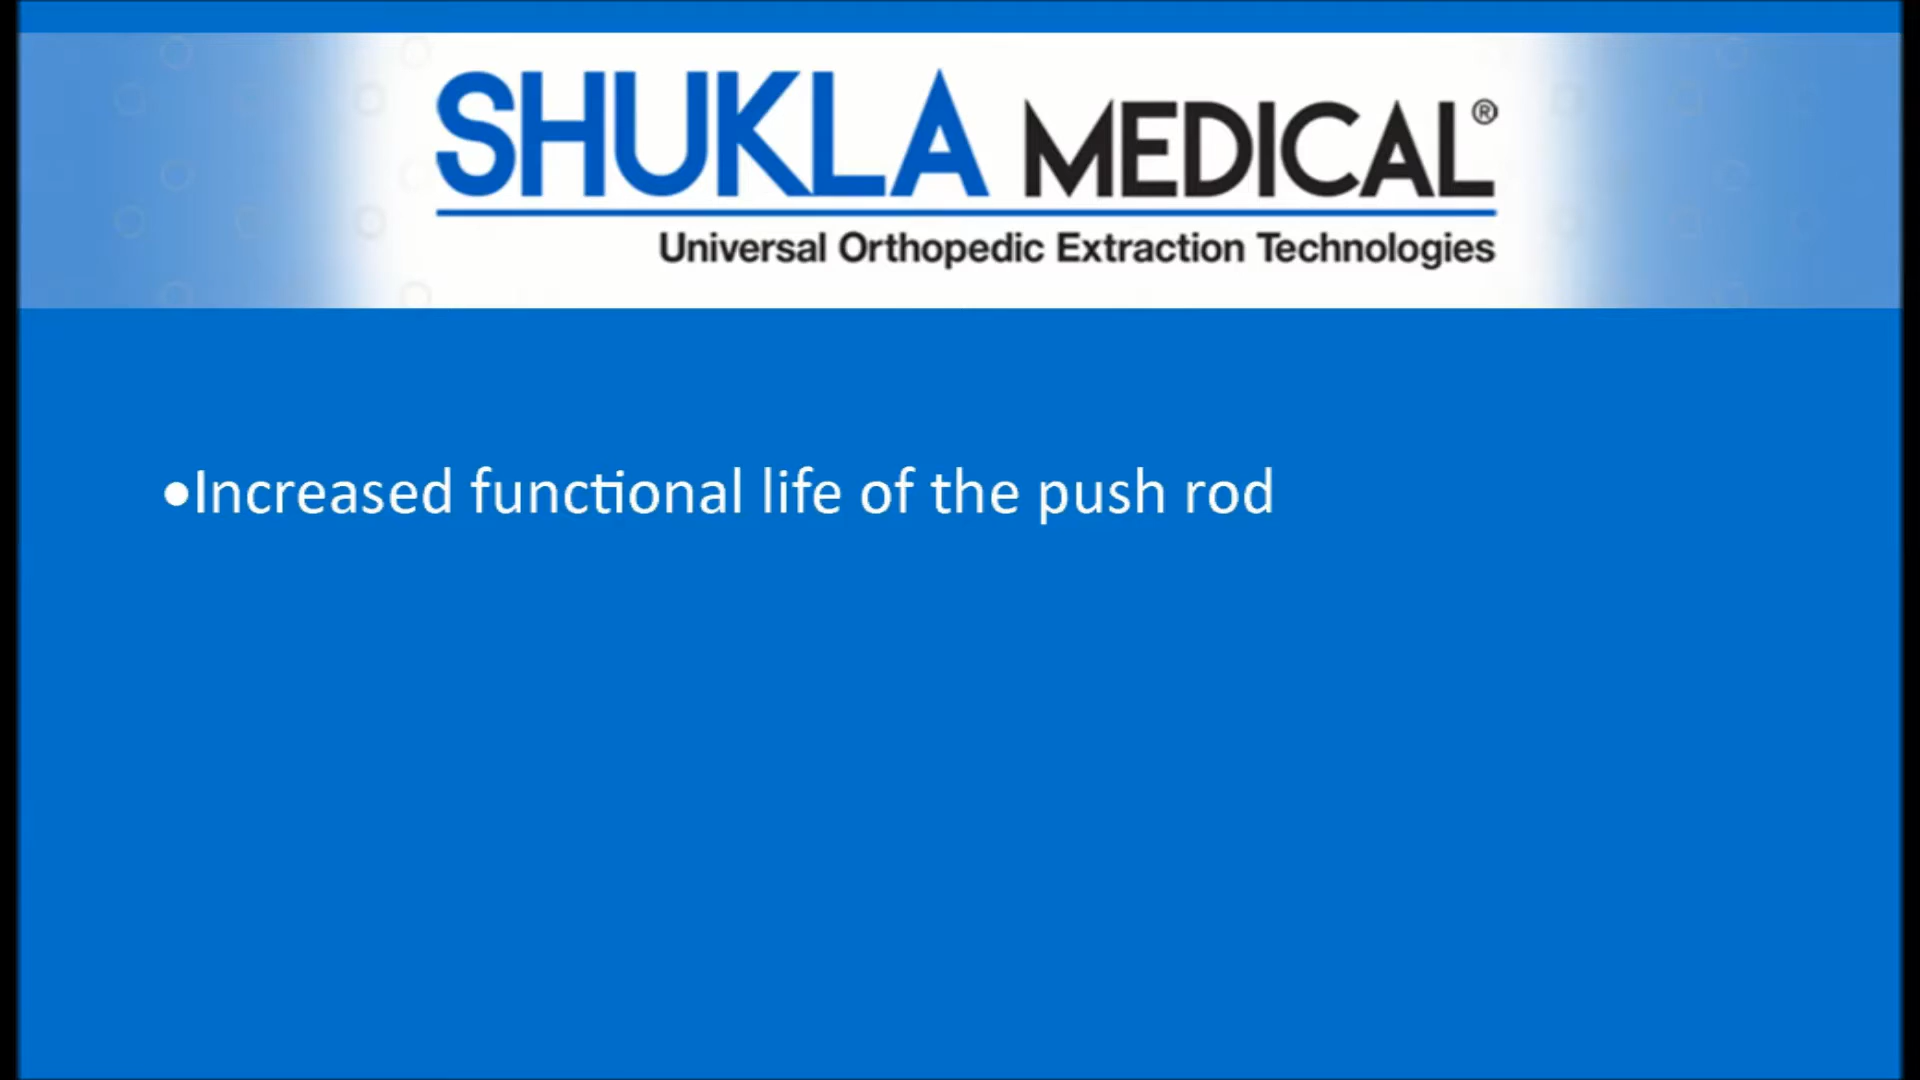 SHUKLA MEDICAL®
Universal Orthopedic Extraction Technologies
•Increased functional life of the push rod